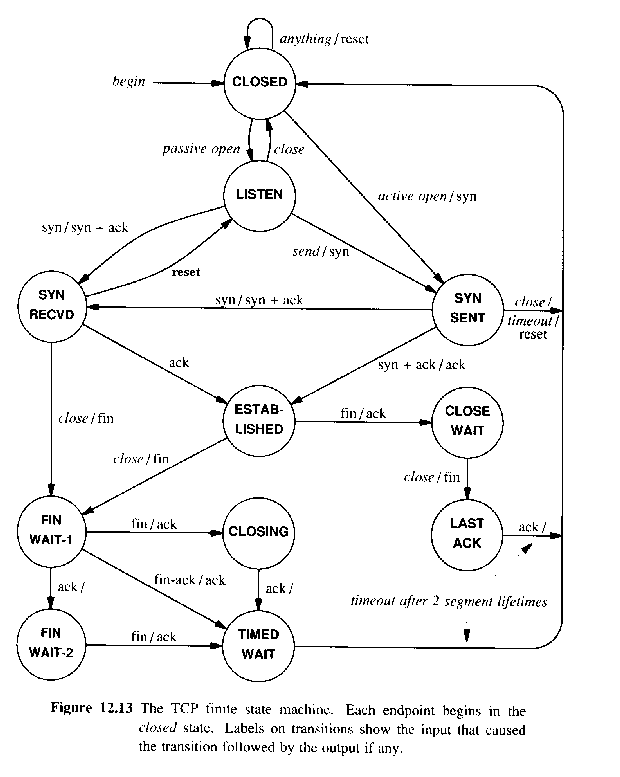 anything/reset
begin
CLOSED
passive open
close
LISTEN
active open/syn
syn/syn + ack
send/syn
reset
SYN
RECVD
syn/syn + ack
SYN
SENT
close/
timeout/
reset
ack
syn + ack/ack
close/fin
ESTAB-
LISHED
fin/ack
CLOSE
WAIT
close/fin
close/fin
FIN
WAIT-1
fin/ack
CLOSING
LAST
ACK
ack/
ack/
fin-ack/ack
ack/
timeout after 2 segment lifetimes
FIN
WAIT-2
fin/ack
TIMED
WAIT
Figure 12.13 The TCP finite state machine. Each endpoint begins in the
closed state. Labels on transitions show the input that caused
the transition followed by the output if any.